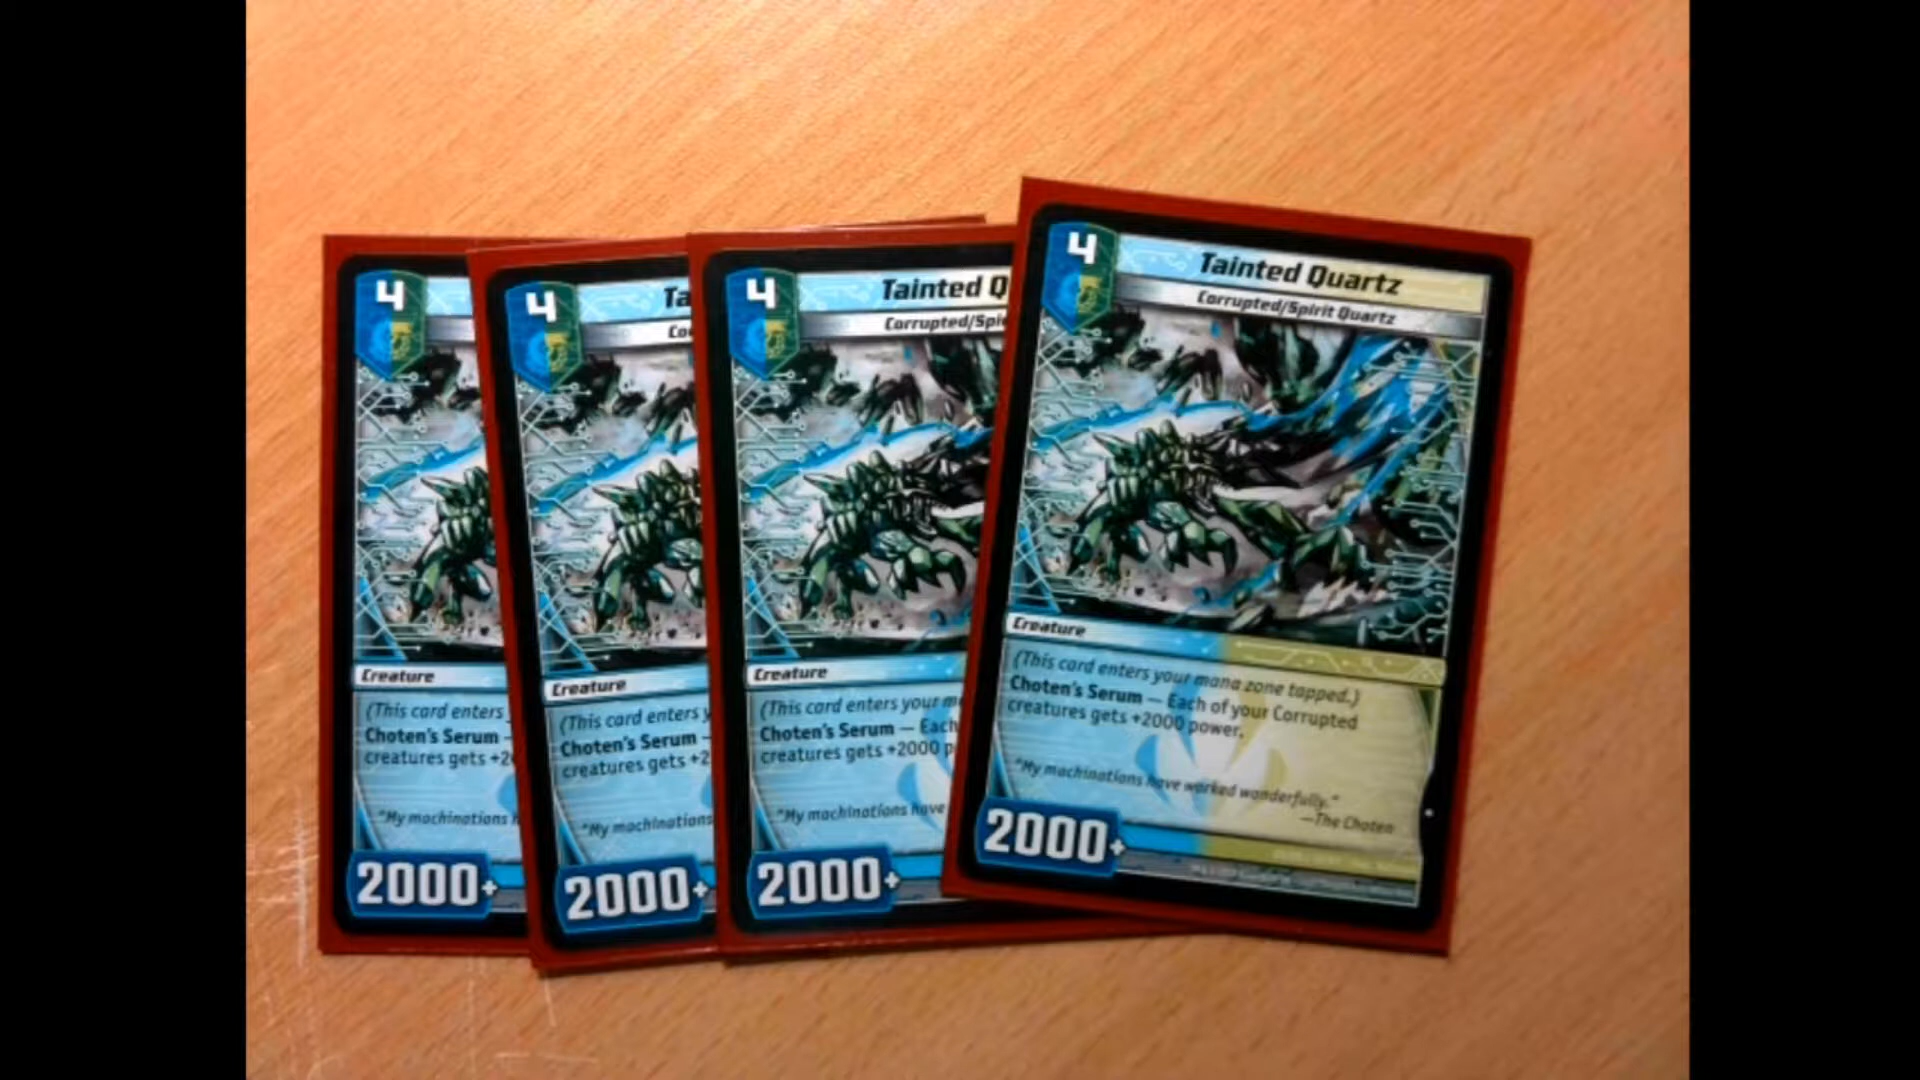 4
Creature
(This card enters
Choten's Serum –
creatures gets +2
"My machinations
2000+
4
Ta
Co
Creature
(This card enters y
Choten's Serum –
creatures gets +2
"My machinations
2000+
4
Tainted Q
Corrupted/Spi
Creature
(This card enters your m
Choten's Serum — Each
creatures gets +2000 p
"My machinations have
2000+
4
Tainted Quartz
Corrupted/Spirit Quartz
Creature
(This card enters your mana zone tapped.)
Choten's Serum — Each of your Corrupted
creatures gets +2000 power.
"My machinations have worked wonderfully."
—The Choten
2000+